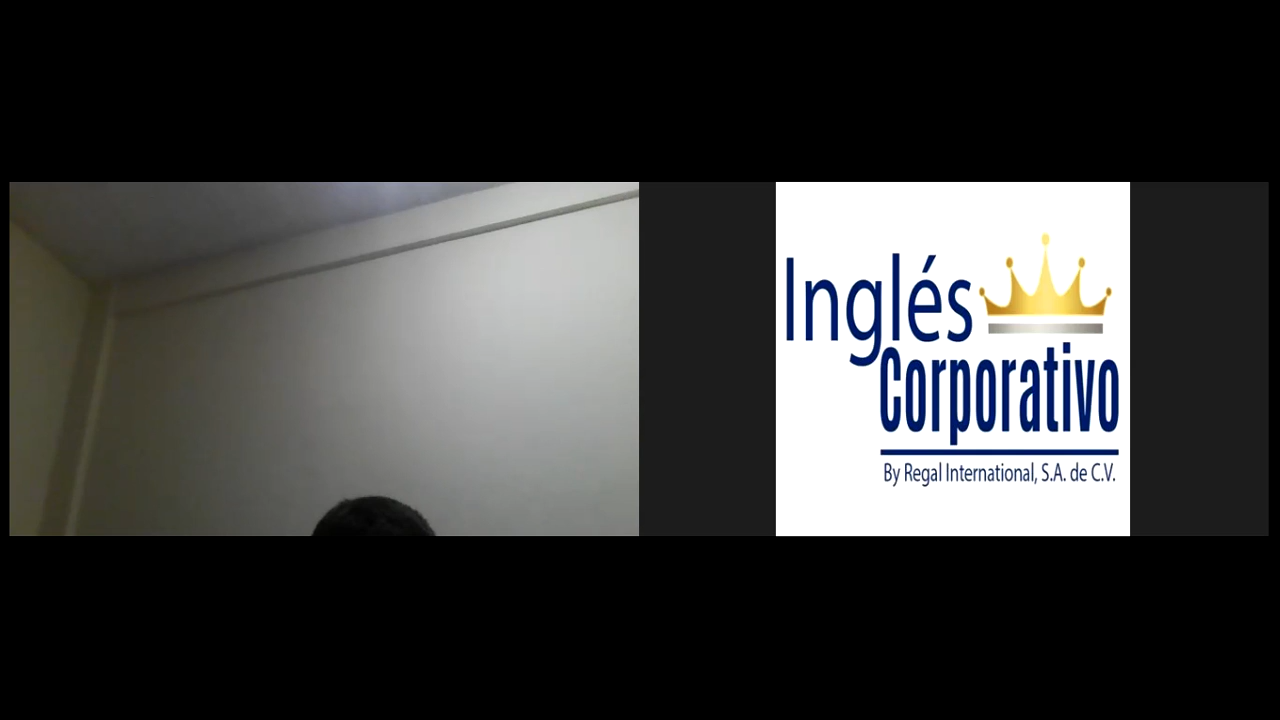 Inglés
Corporativo
By Regal International, S.A. de C.V.